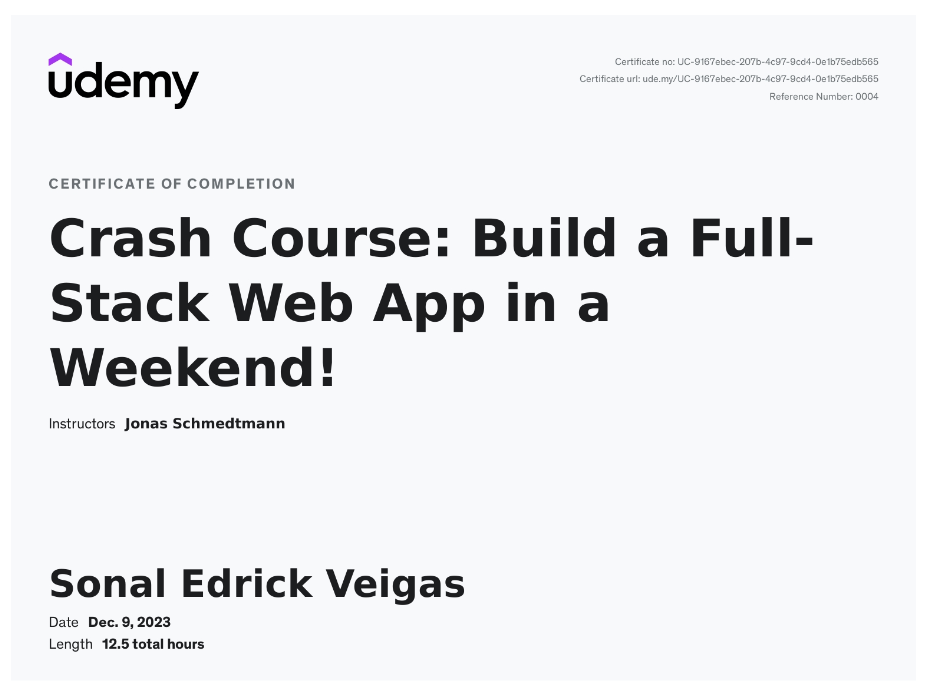 udemy
Certificate no: UC-9167ebec-207b-4c97-9cd4-0e1b75edb565
Certificate url: ude.my/UC-9167ebec-207b-4c97-9cd4-0e1b75edb565
Reference Number: 0004
CERTIFICATE OF COMPLETION
Crash Course: Build a Full-
Stack Web App in a
Weekend!
Instructors Jonas Schmedtmann
Sonal Edrick Veigas
Date Dec. 9, 2023
Length 12.5 total hours